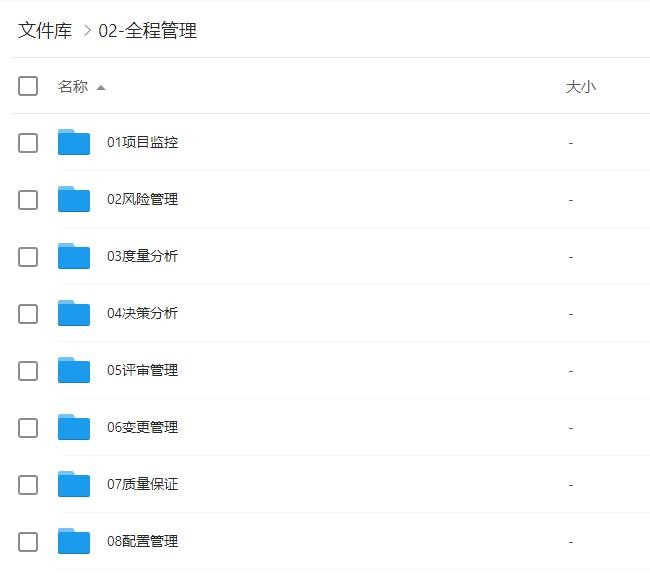 文件库 > 02-全程管理
名称 大小
01项目监控 -
02风险管理 -
03度量分析 -
04决策分析 -
05评审管理 -
06变更管理 -
07质量保证 -
08配置管理 -